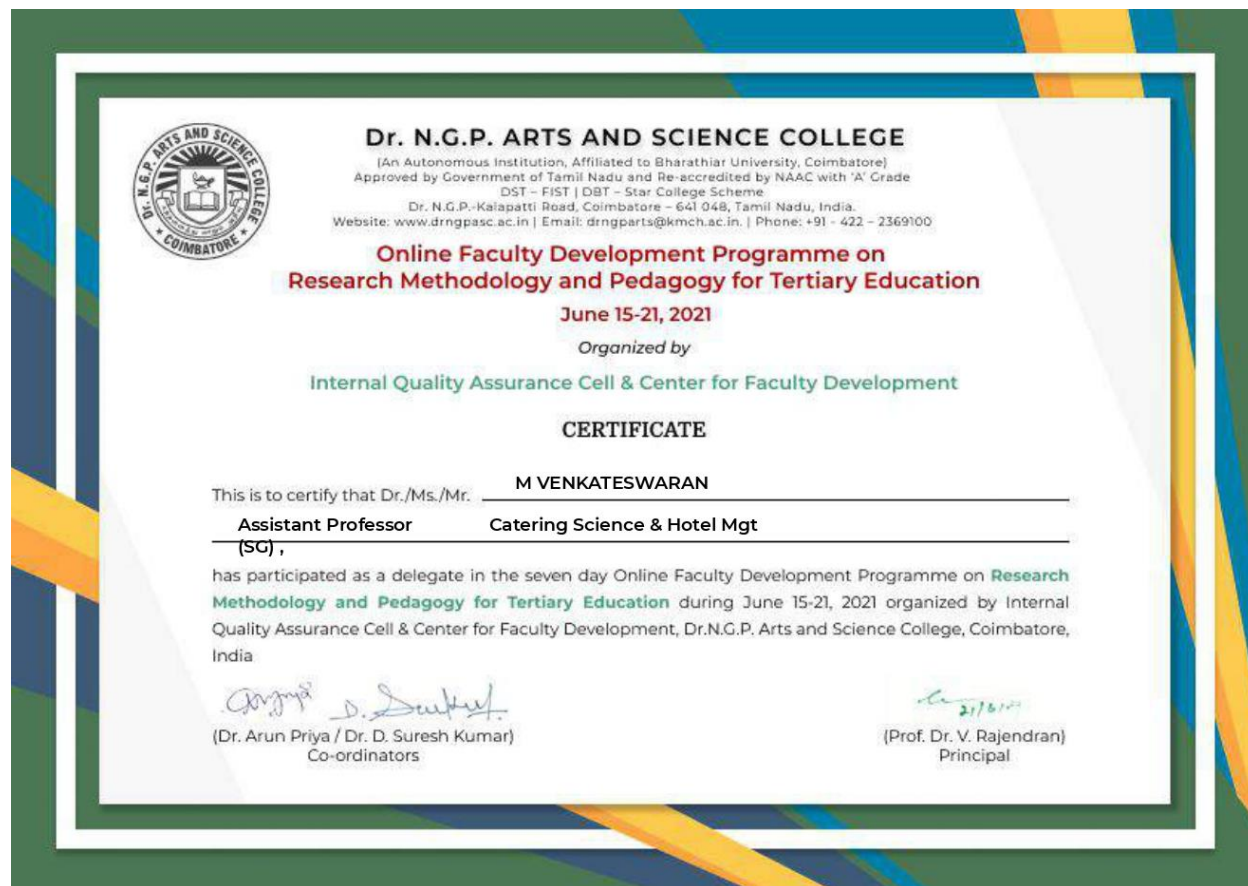 Dr. N.G.P. ARTS AND SCIENCE COLLEGE
COIMBATORE
Dr. N.G.P. ARTS AND SCIENCE COLLEGE
(An Autonomous Institution, Affiliated to Bharathiar University, Coimbatore)
Approved by Government of Tamil Nadu and Re-accredited by NAAC with 'A' Grade
DST – FIST | DBT – Star College Scheme
Dr. N.G.P.-Kalapatti Road, Coimbatore – 641 048, Tamil Nadu, India.
Website: www.drngpasc.ac.in | Email: drngparts@kmch.ac.in. | Phone: +91 - 422 – 2369100
Online Faculty Development Programme on
Research Methodology and Pedagogy for Tertiary Education
June 15-21, 2021
Organized by
Internal Quality Assurance Cell & Center for Faculty Development
CERTIFICATE
This is to certify that Dr./Ms./Mr. M VENKATESWARAN
Assistant Professor Catering Science & Hotel Mgt
(SG) ,
has participated as a delegate in the seven day Online Faculty Development Programme on Research
Methodology and Pedagogy for Tertiary Education during June 15-21, 2021 organized by Internal
Quality Assurance Cell & Center for Faculty Development, Dr.N.G.P. Arts and Science College, Coimbatore,
India
(Dr. Arun Priya / Dr. D. Suresh Kumar)
Co-ordinators
(Prof. Dr. V. Rajendran)
Principal